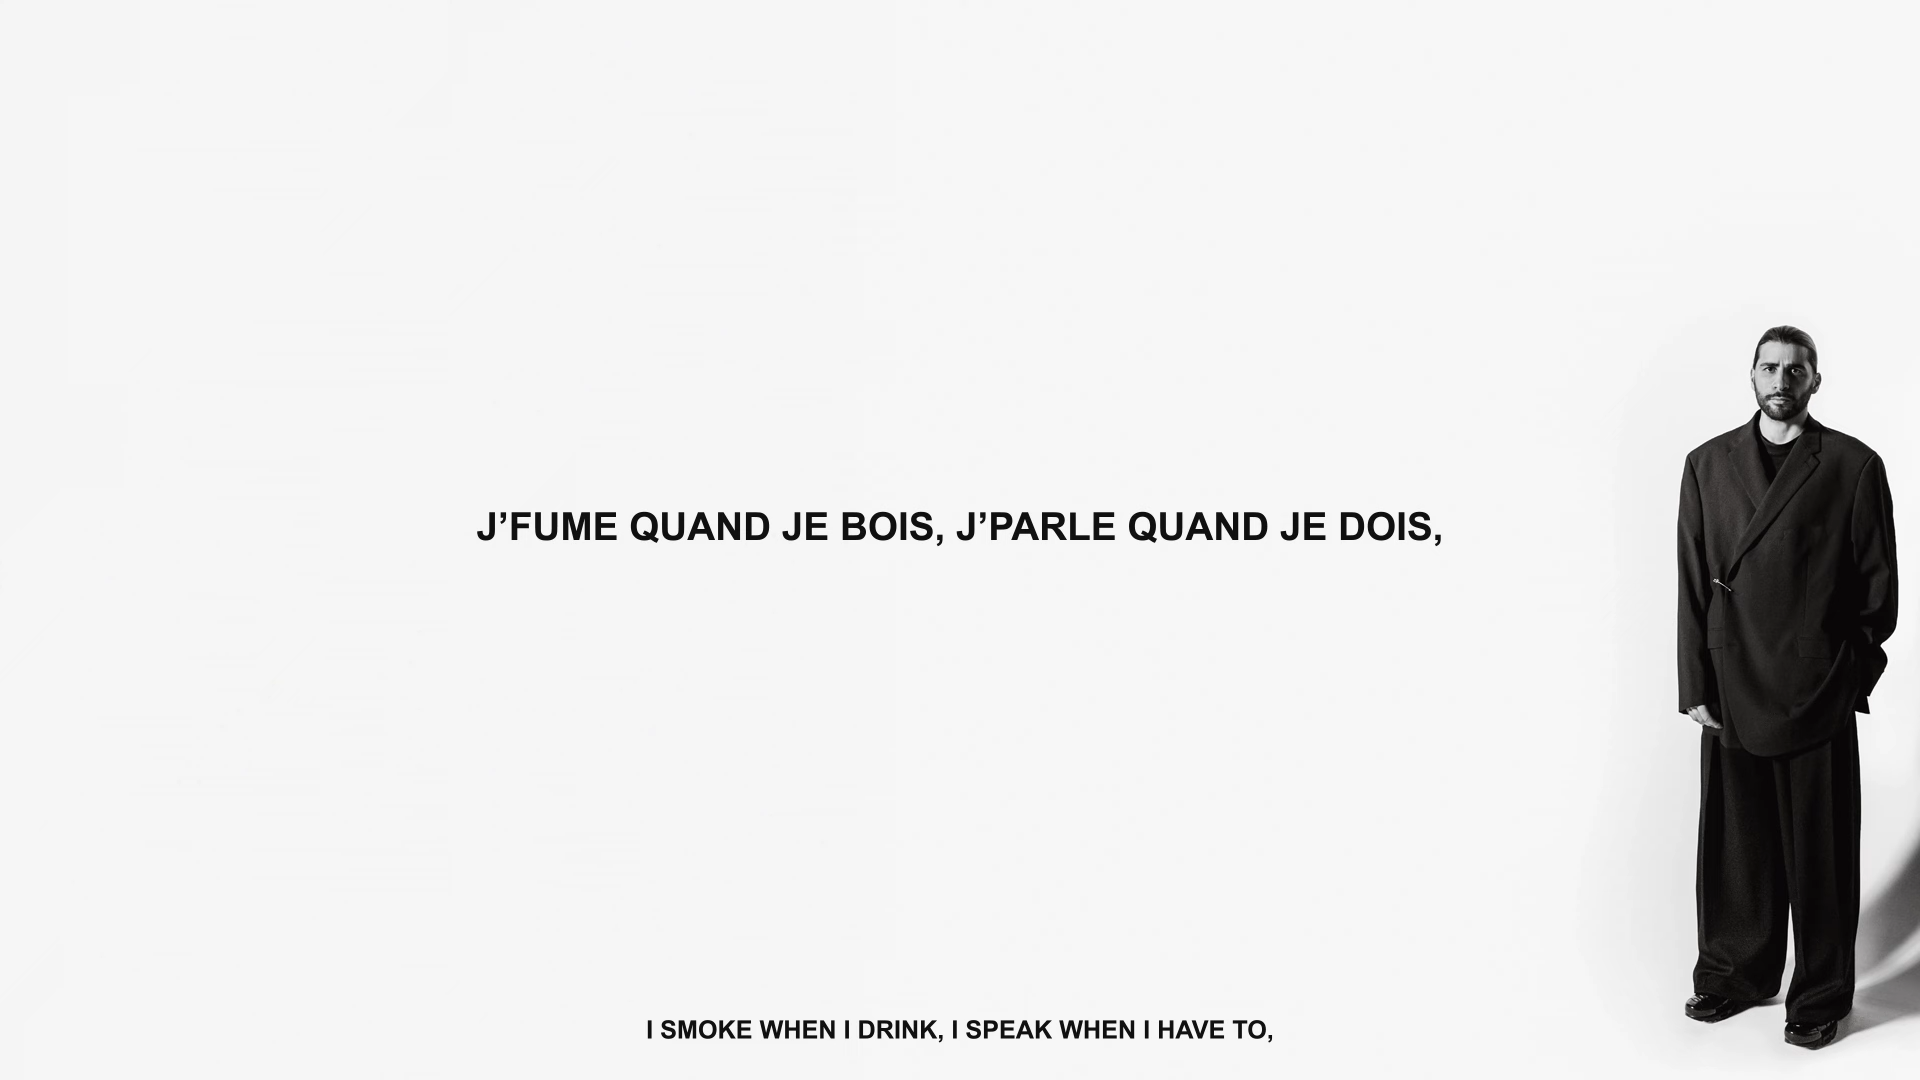 J’FUME QUAND JE BOIS, J’PARLE QUAND JE DOIS,
I SMOKE WHEN I DRINK, I SPEAK WHEN I HAVE TO,